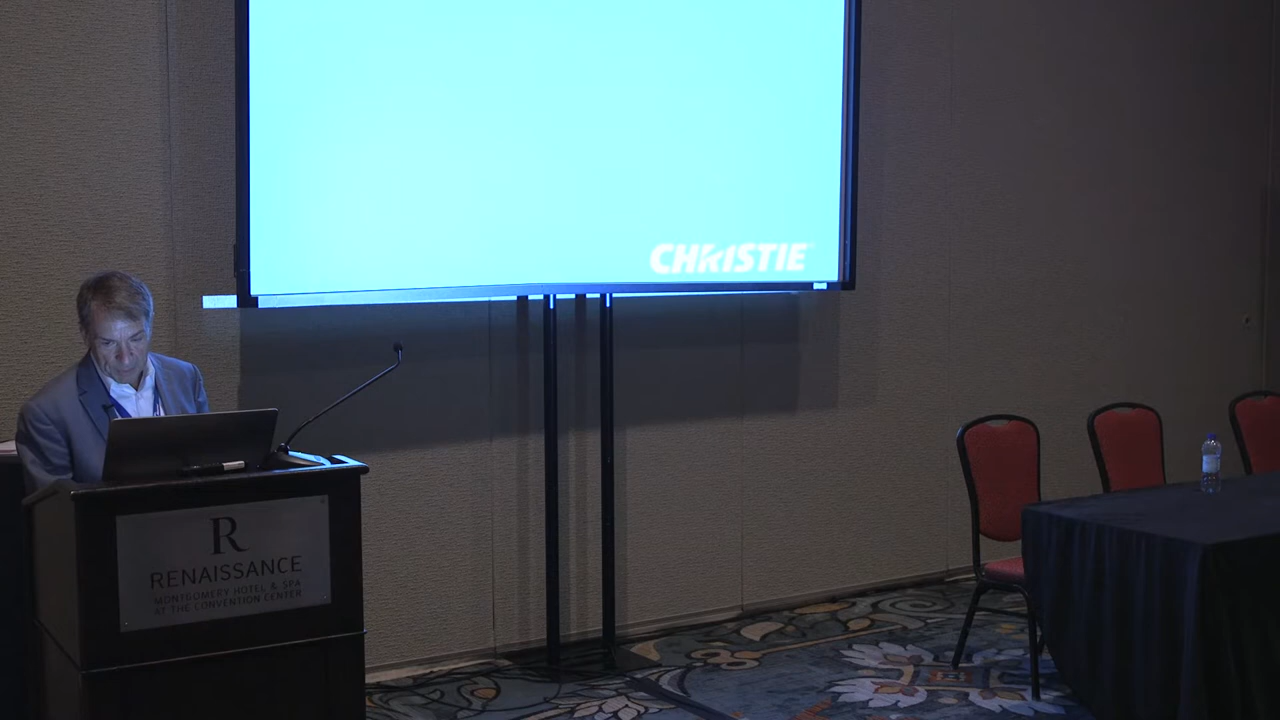 CHRISTIE
R
RENAISSANCE
MONTGOMERY HOTEL & SPA
AT THE CONVENTION CENTER